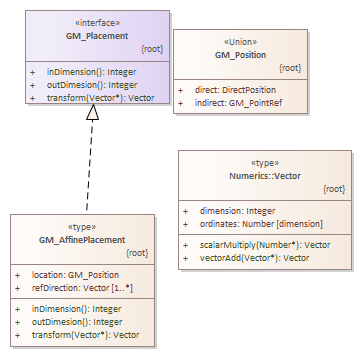 «interface»
GM_Placement
{root}
+ inDimension(): Integer
+ outDimesion(): Integer
+ transform(Vector*): Vector
«Union»
GM_Position
{root}
+ direct: DirectPosition
+ indirect: GM_PointRef
«type»
Numerics::Vector
{root}
+ dimension: Integer
+ ordinates: Number [dimension]
+ scalarMultiply(Number*): Vector
+ vectorAdd(Vector*): Vector
«type»
GM_AffinePlacement
{root}
+ location: GM_Position
+ refDirection: Vector [1..*]
+ inDimension(): Integer
+ outDimesion(): Integer
+ transform(Vector*): Vector